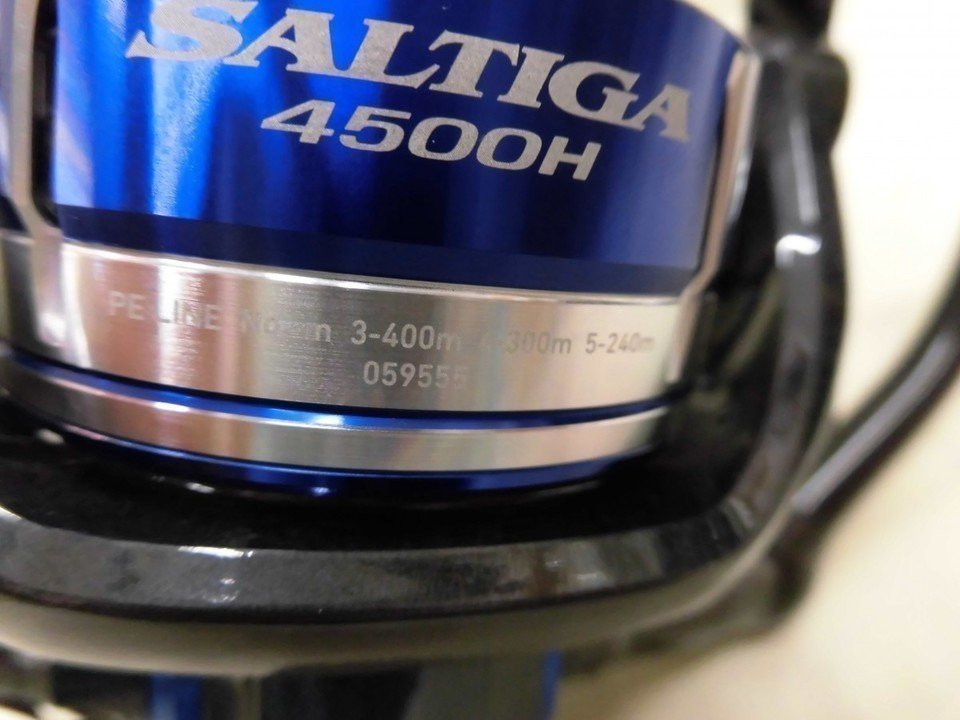 SALTIGA
4500H
PE LINE No-m 3-400m 4-300m 5-240m
059555